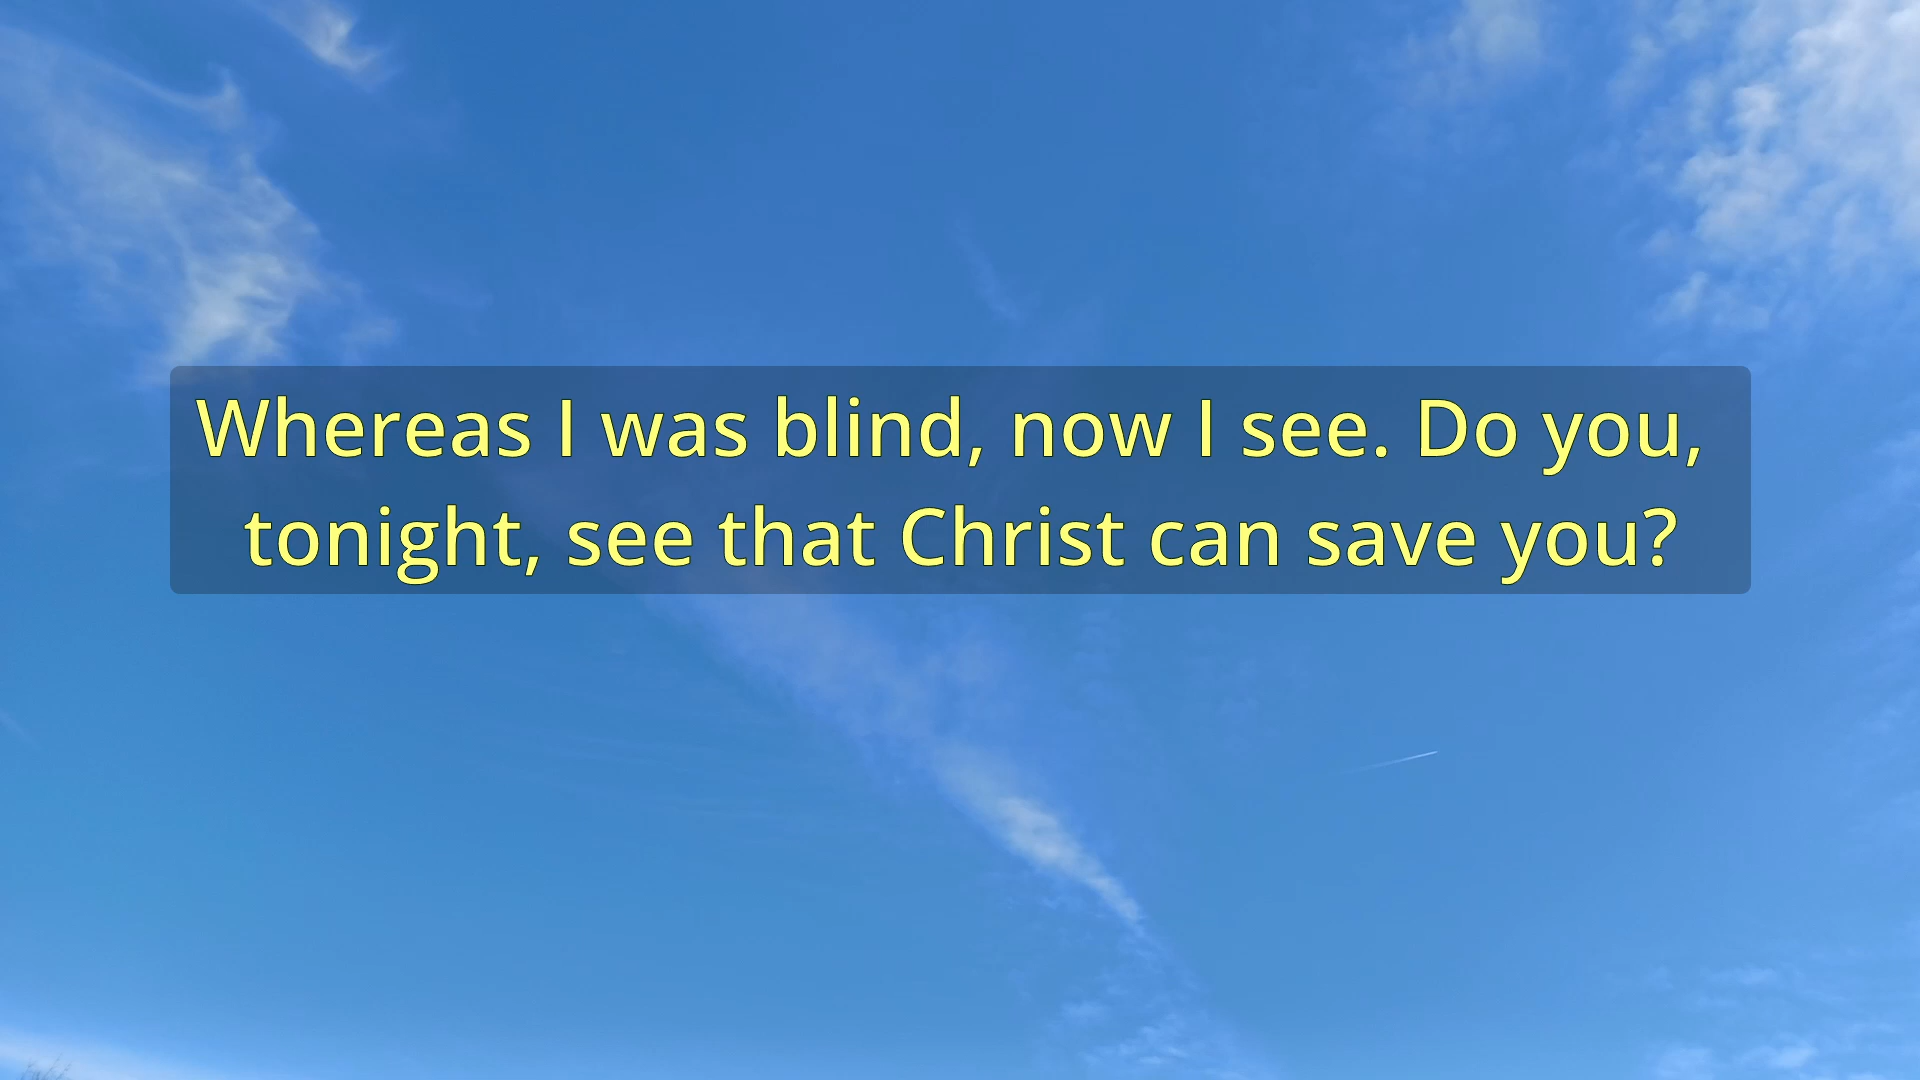 Whereas I was blind, now I see. Do you,
tonight, see that Christ can save you?